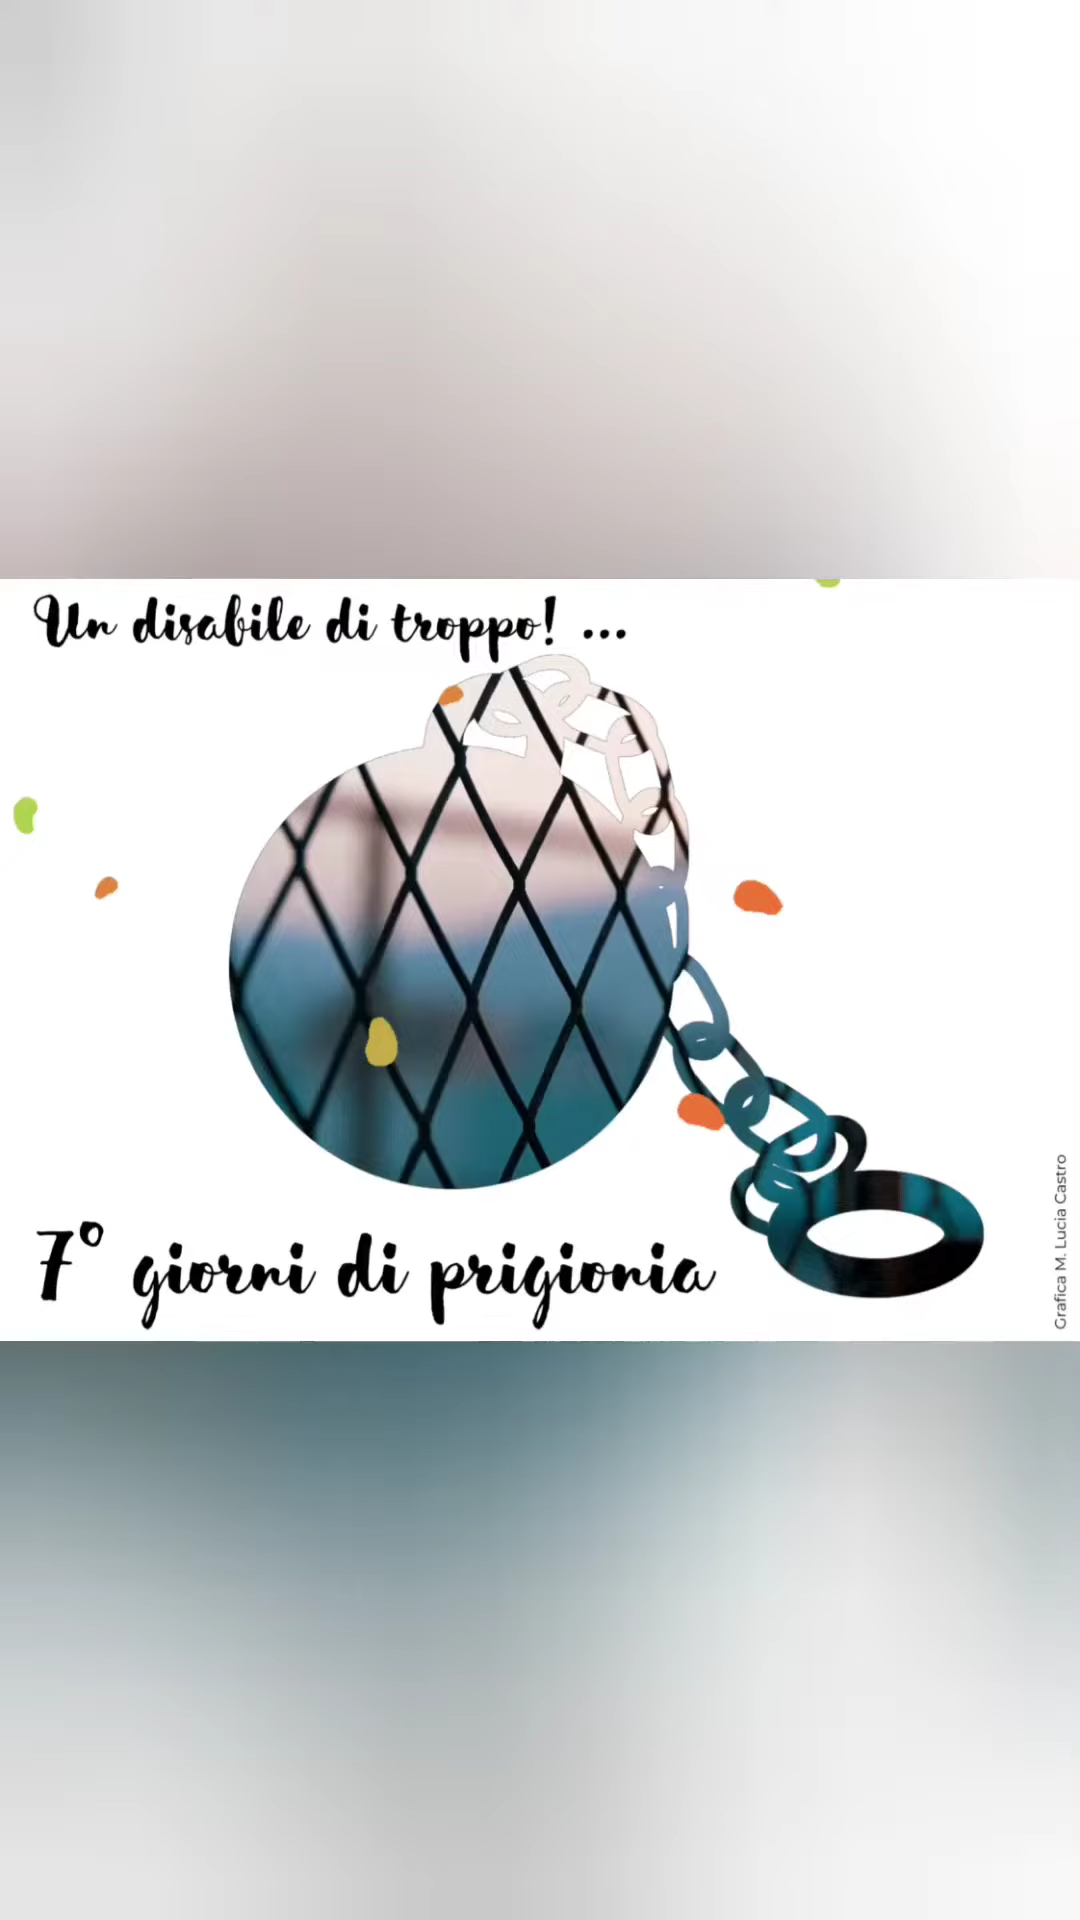 Un disabile di troppo! ...
7° giorni di prigionia
Grafica M. Lucia Castro